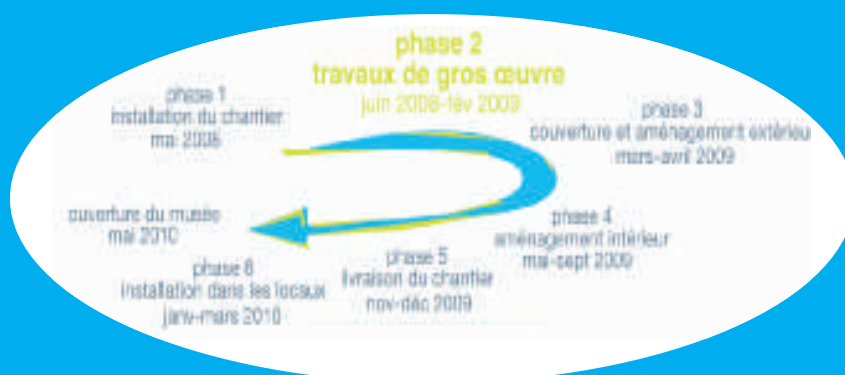 phase 1
installation du chantier
mai 2008
phase 2
travaux de gros œuvre
juin 2008-fév 2009
phase 3
couverture et aménagement extérieu
mars-avril 2009
phase 4
aménagement intérieur
mai-sept 2009
phase 5
livraison du chantier
nov-déc 2009
phase 6
installation dans les locaux
janv-mars 2010
ouverture du musée
mai 2010